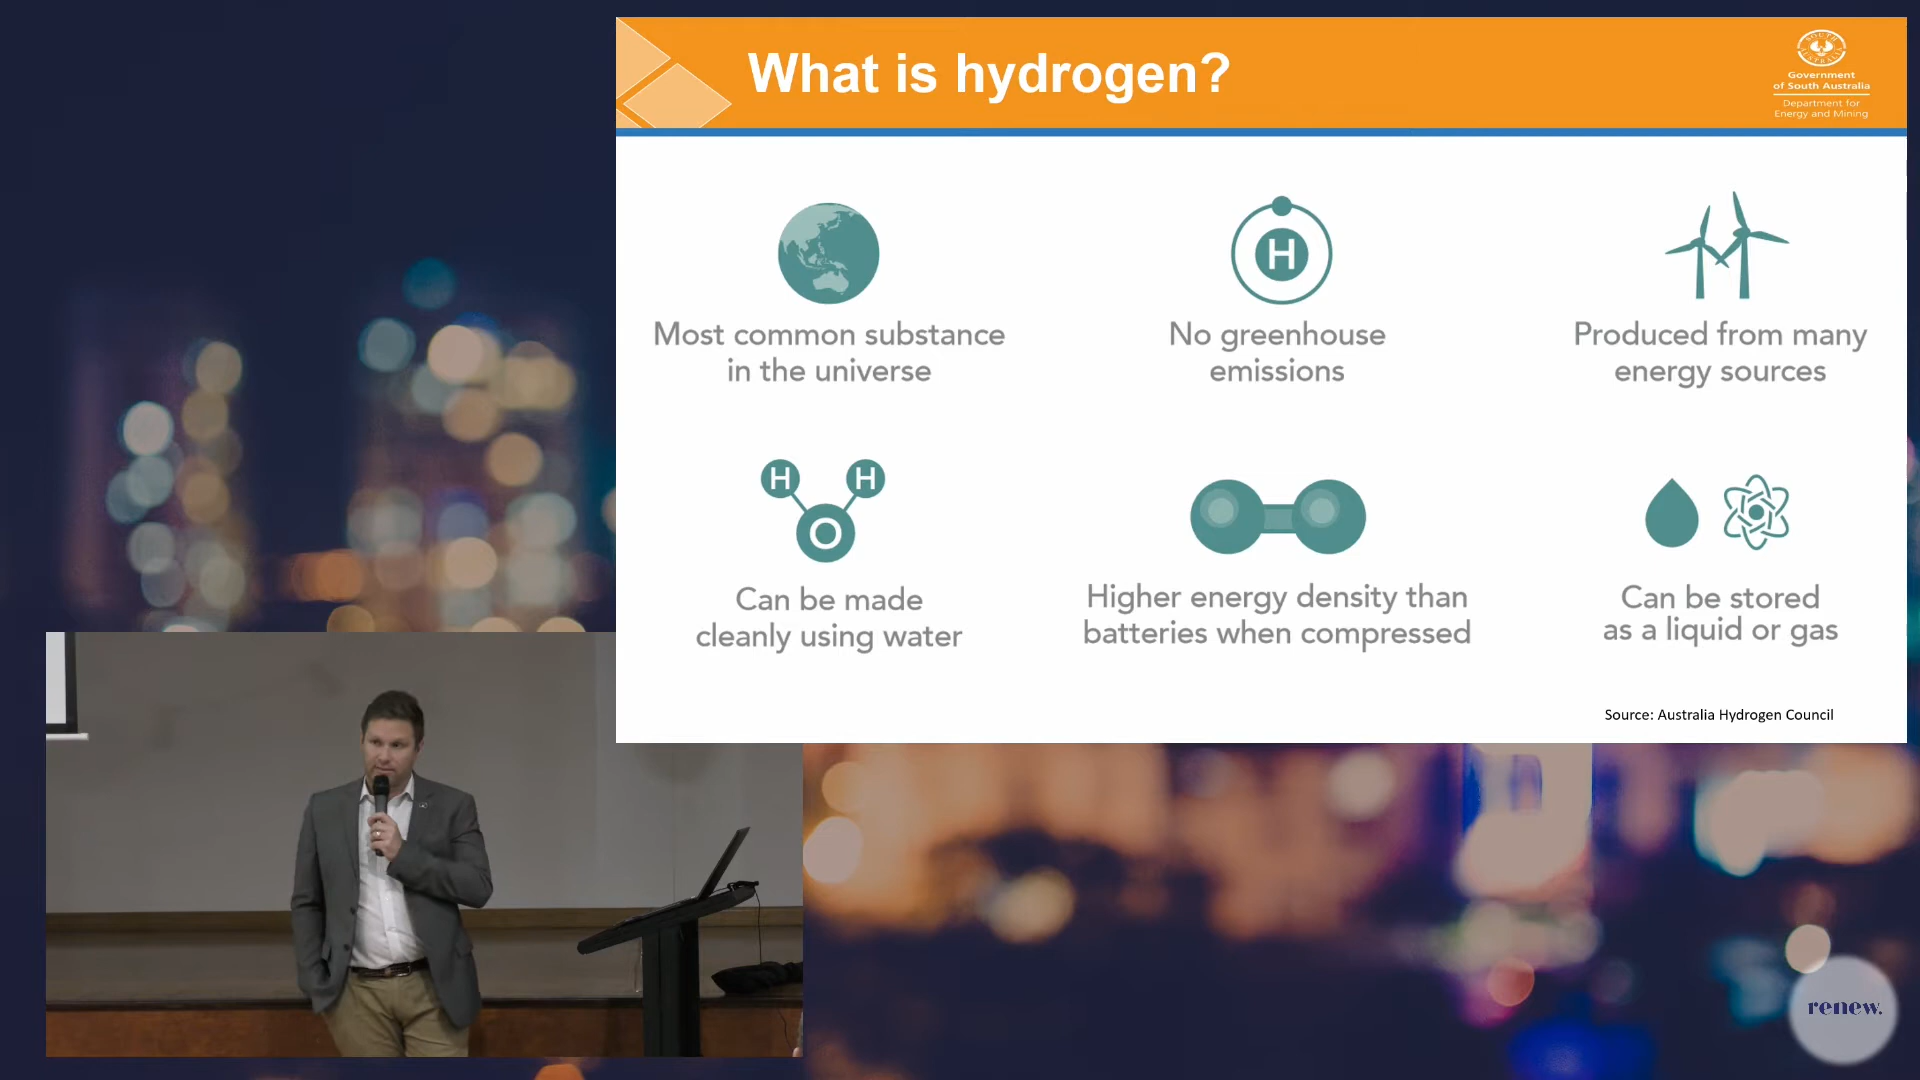 What is hydrogen?
SOUTH
AUSTRALIA
Government
of South Australia
Department for
Energy and Mining
H
Most common substance
in the universe
No greenhouse
emissions
Produced from many
energy sources
H H
O
Can be made
cleanly using water
Higher energy density than
batteries when compressed
Can be stored
as a liquid or gas
Source: Australia Hydrogen Council
renew.